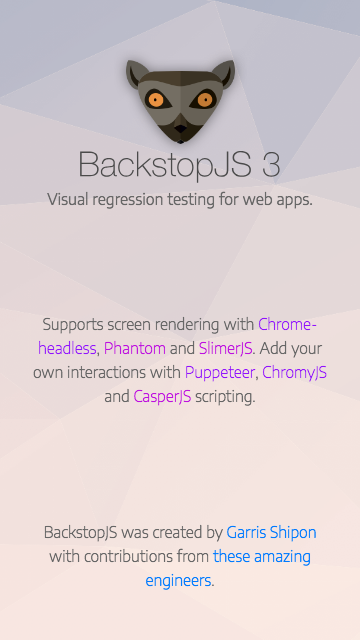 BackstopJS 3
Visual regression testing for web apps.
Supports screen rendering with Chrome-
headless, Phantom and SlimerJS. Add your
own interactions with Puppeteer, ChromyJS
and CasperJS scripting.
BackstopJS was created by Garris Shipon
with contributions from these amazing
engineers.